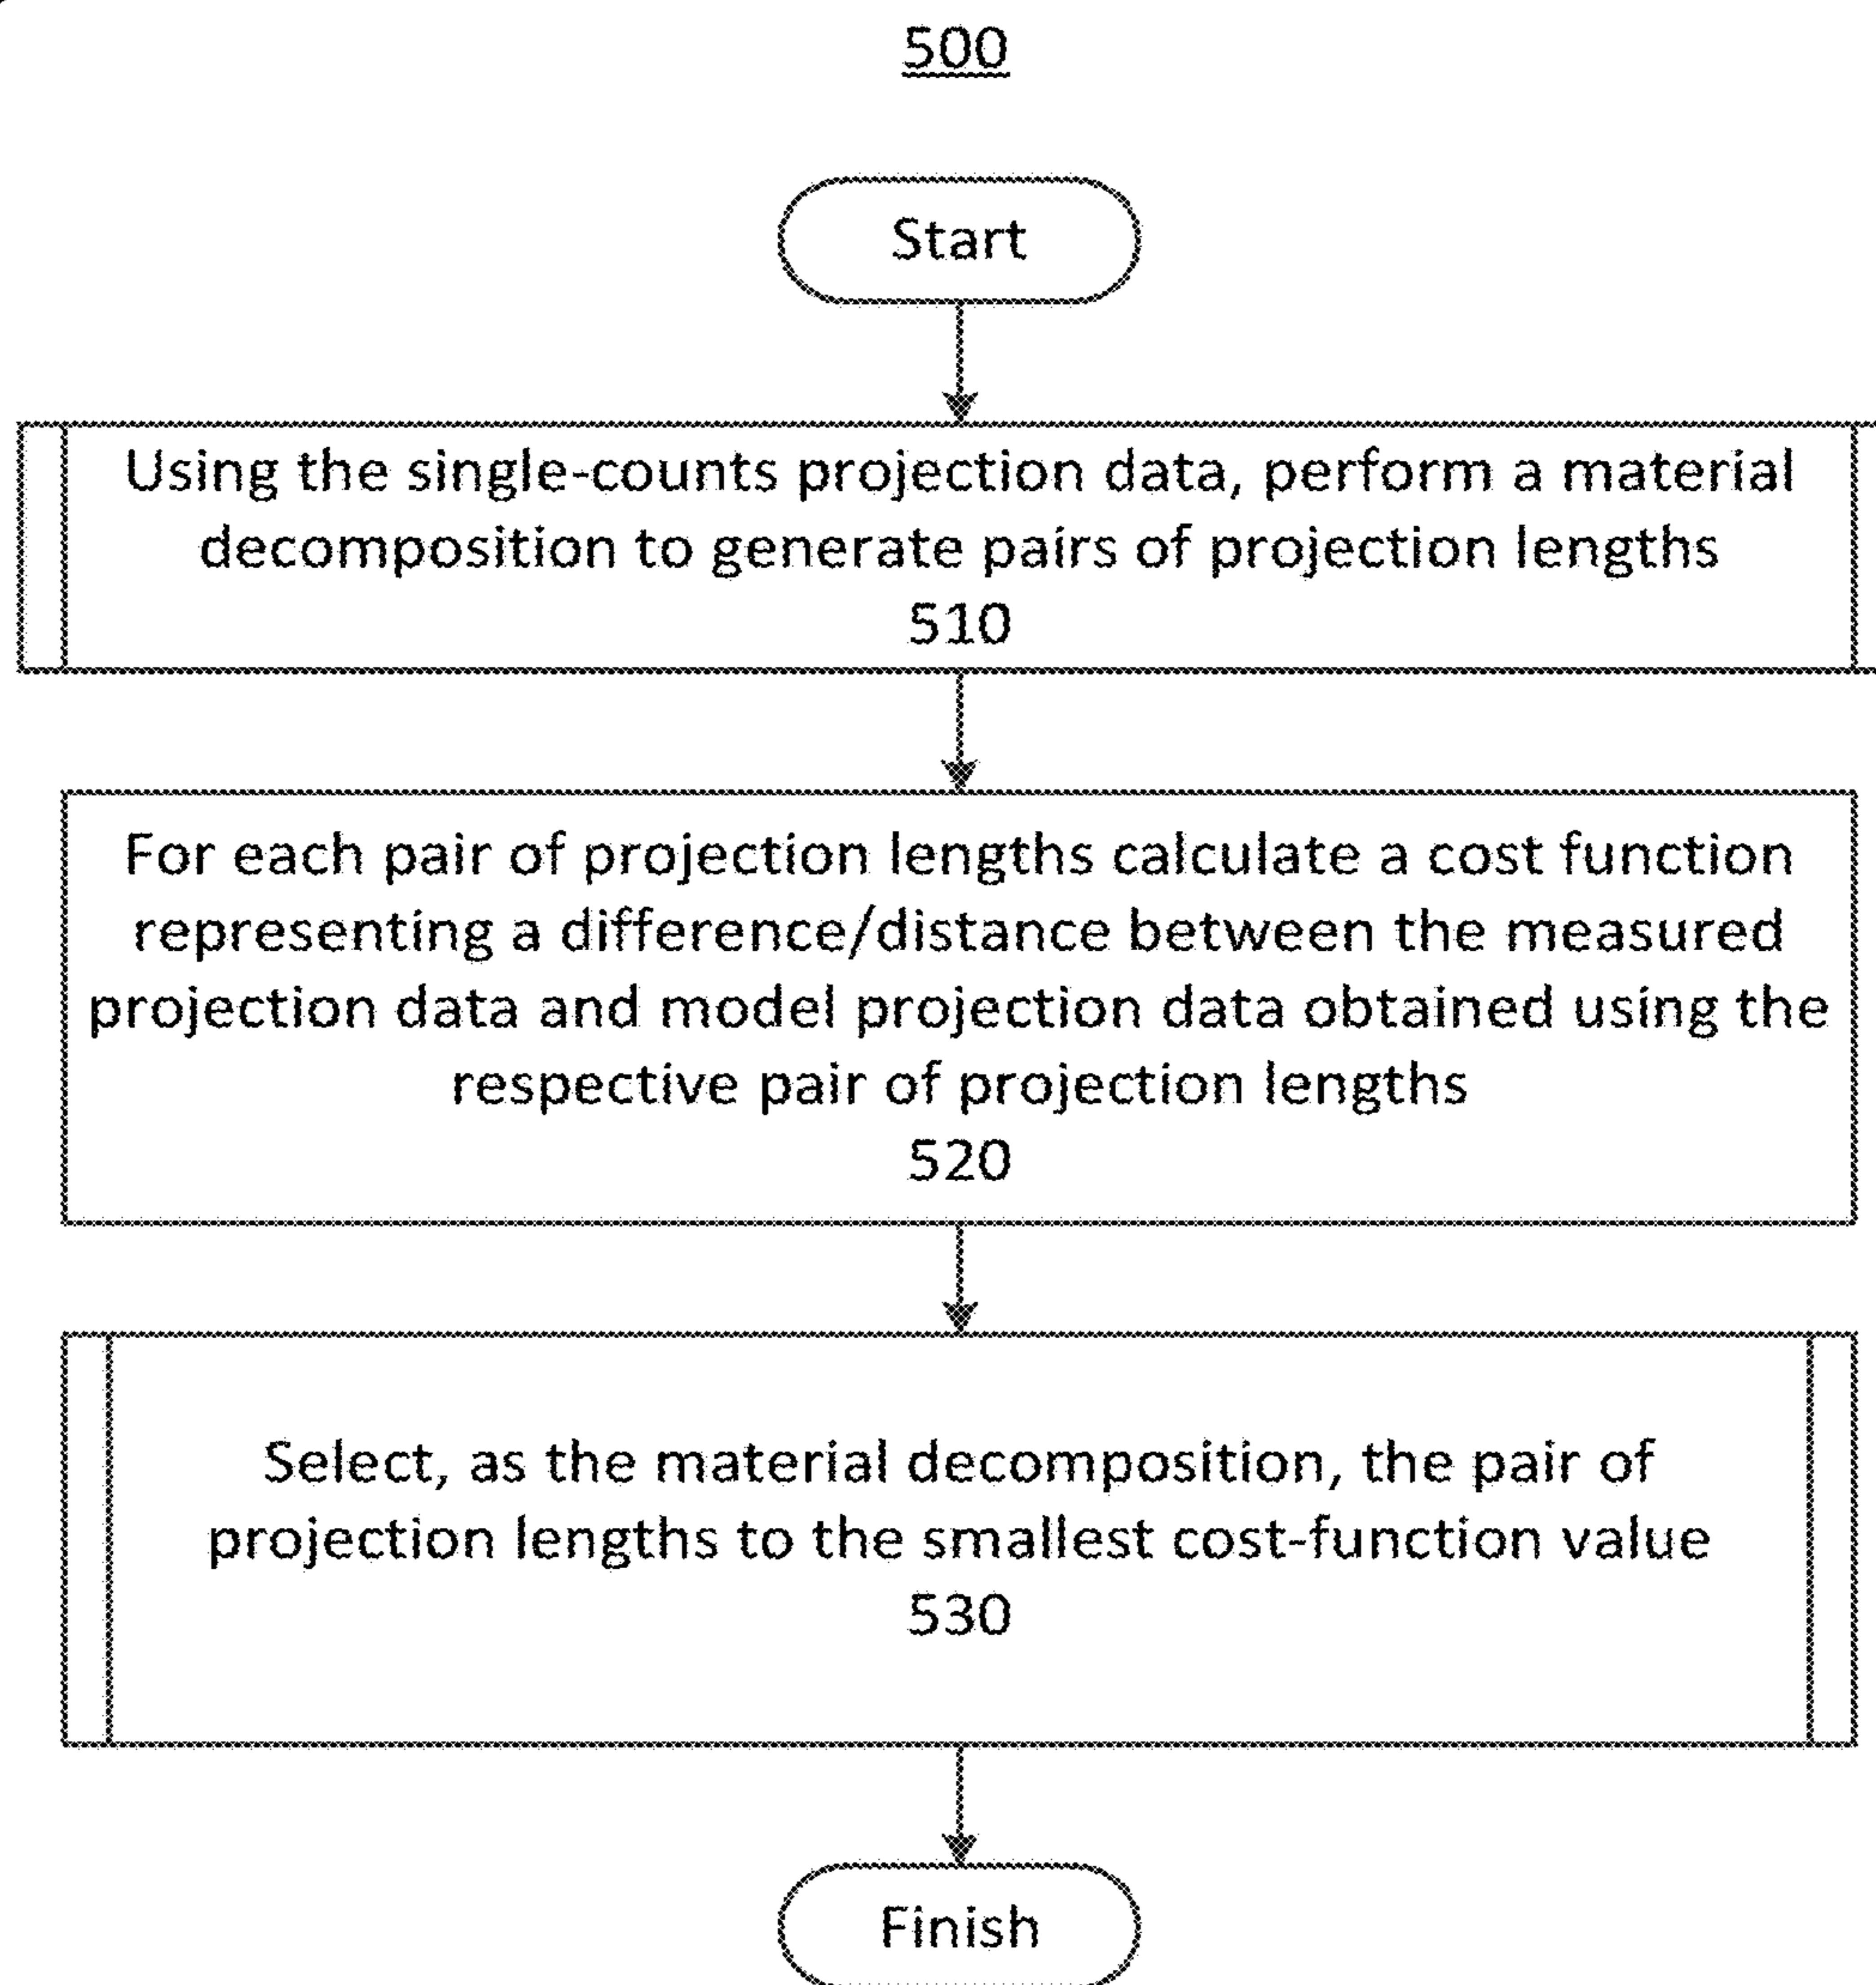 500
Start
Using the single-counts projection data, perform a material
decomposition to generate pairs of projection lengths
510
For each pair of projection lengths calculate a cost function
representing a difference/distance between the measured
projection data and model projection data obtained using the
respective pair of projection lengths
520
Select, as the material decomposition, the pair of
projection lengths to the smallest cost-function value
530
Finish